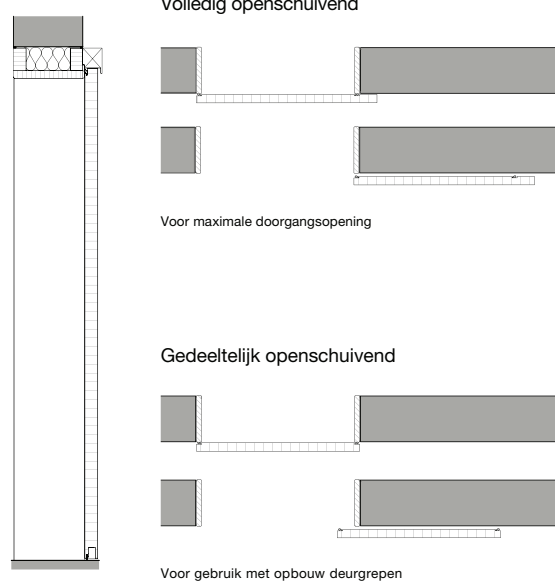 Volledig openschuivend
Voor maximale doorgangsopening
Gedeeltelijk openschuivend
Voor gebruik met opbouw deurgrepen